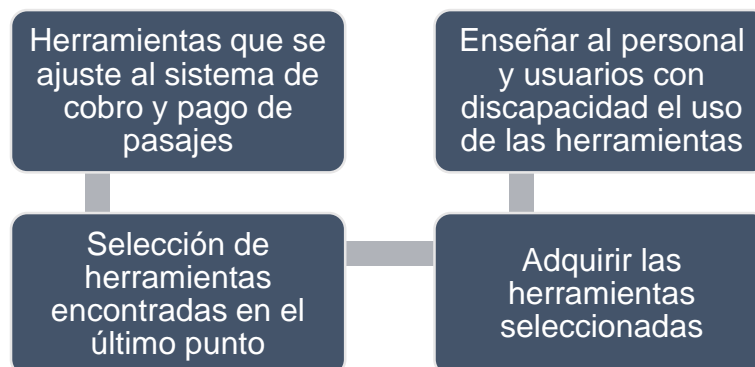 Herramientas que se
ajuste al sistema de
cobro y pago de
pasajes
Selección de
herramientas
encontradas en el
último punto
Adquirir las
herramientas
seleccionadas
Enseñar al personal
y usuarios con
discapacidad el uso
de las herramientas